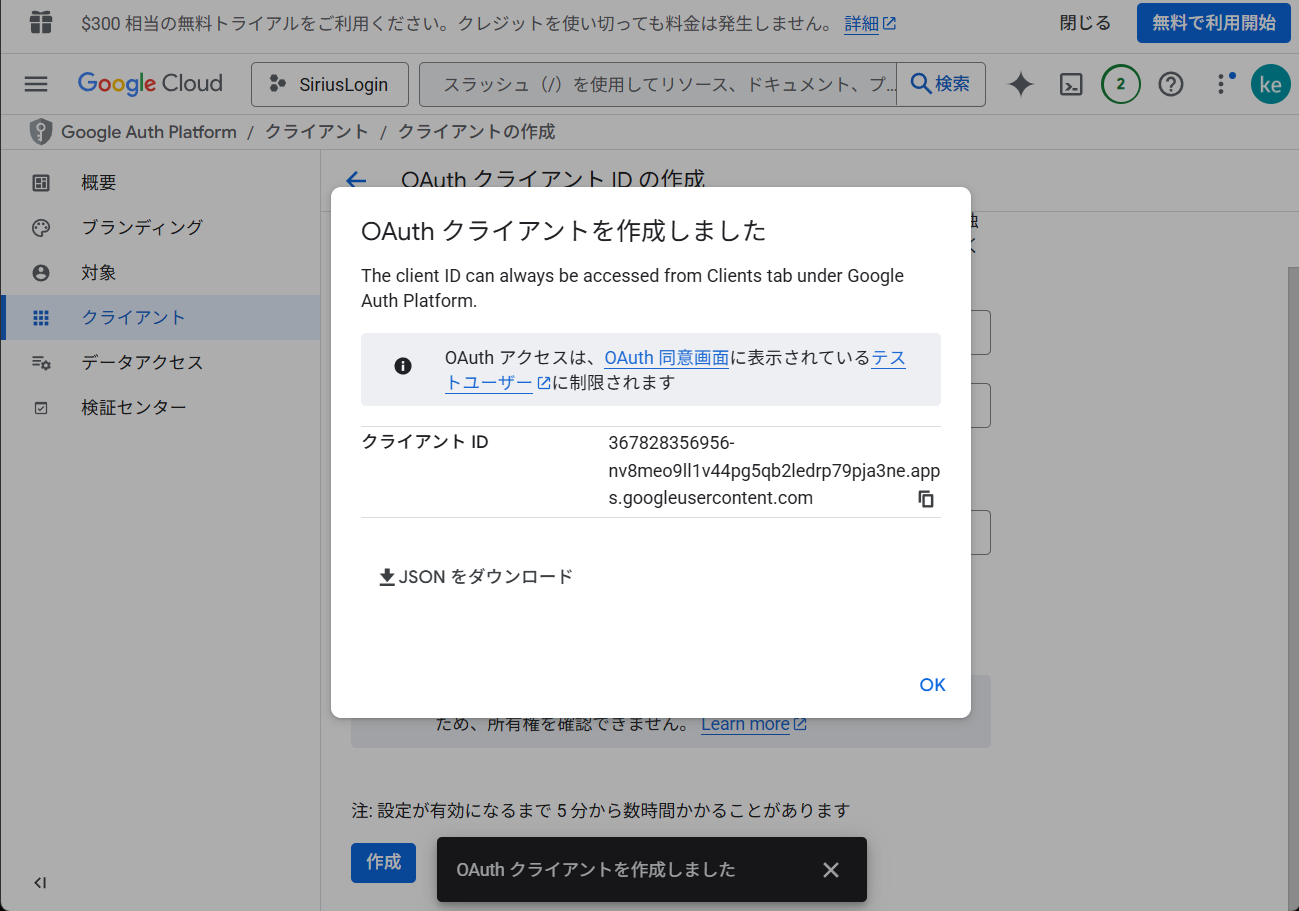 $300 相当の無料トライアルをご利用ください。クレジットを使い切っても料金は発生しません。 詳細
閉じる
無料で利用開始
Google Cloud
SiriusLogin
スラッシュ（/）を使用してリソース、ドキュメント、プ...
検索
2
ke
Google Auth Platform / クライアント / クライアントの作成
概要
ブランディング
対象
クライアント
データアクセス
検証センター
OAuth クライアント ID の作成
OAuth クライアントを作成しました
The client ID can always be accessed from Clients tab under Google
Auth Platform.
OAuth アクセスは、OAuth 同意画面に表示されているテス
トユーザー に制限されます
クライアント ID
367828356956-
nv8meo9ll1v44pg5qb2ledrp79pja3ne.app
s.googleusercontent.com
JSON をダウンロード
OK
ため、所有権を確認できません。 Learn more
注: 設定が有効になるまで 5 分から数時間かかることがあります
作成
OAuth クライアントを作成しました